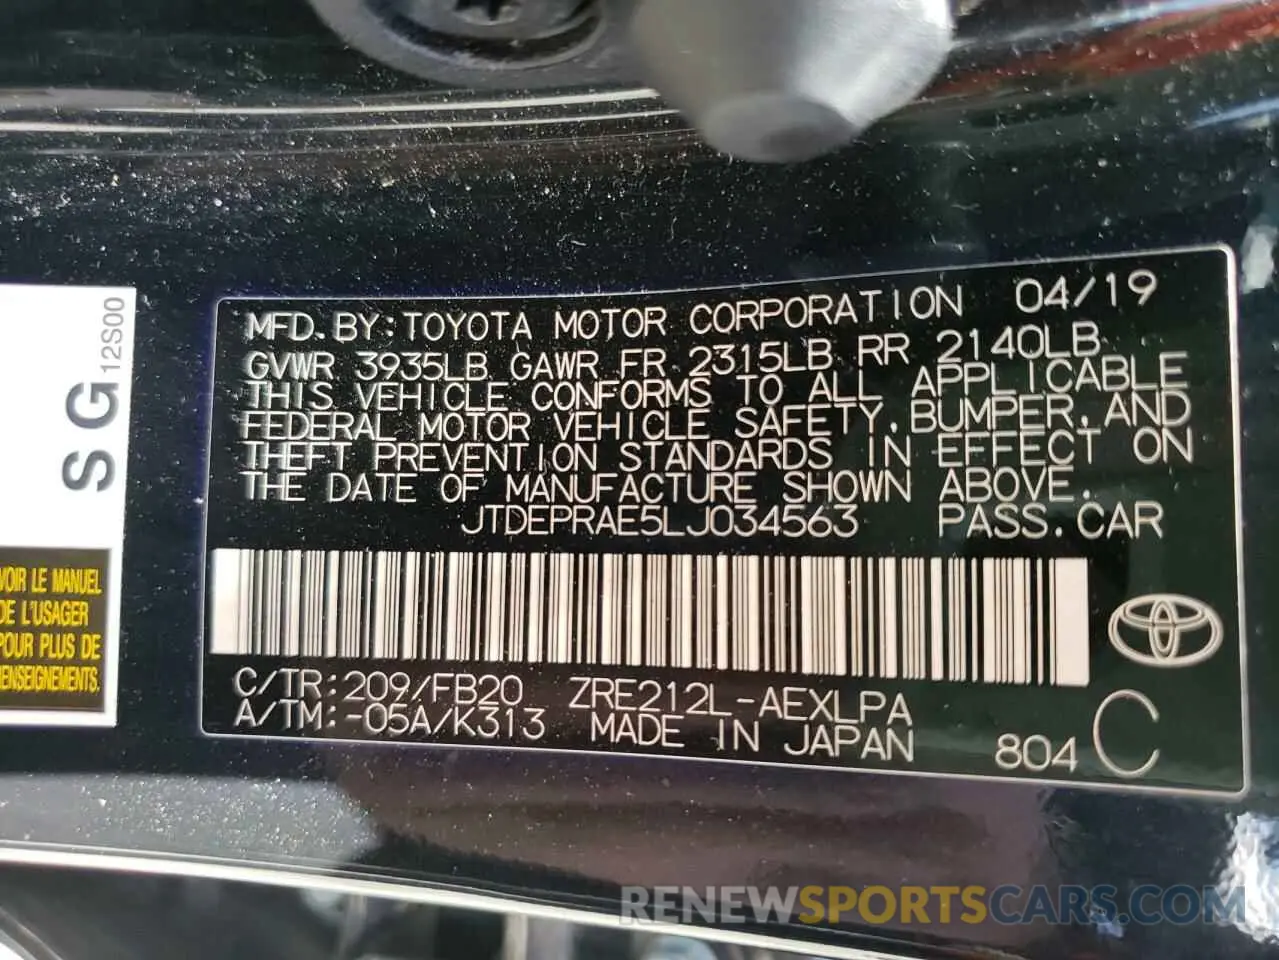 MFD. BY: TOYOTA MOTOR CORPORATION 04/19
GVWR 3935LB GAWR FR 2315LB RR 2140LB
THIS VEHICLE CONFORMS TO ALL APPLICABLE
FEDERAL MOTOR VEHICLE SAFETY, BUMPER, AND
THEFT PREVENTION STANDARDS IN EFFECT ON
THE DATE OF MANUFACTURE SHOWN ABOVE.
JTDEPRAE5LJ034563 PASS. CAR
C/TR: 209/FB20 ZRE212L-AEXLPA
A/TM: -05A/K313 MADE IN JAPAN 804 C
SG 12S00
VOIR LE MANUEL
DE L'USAGER
POUR PLUS DE
RENSEIGNEMENTS.
RENEWSPORTSCARS.COM